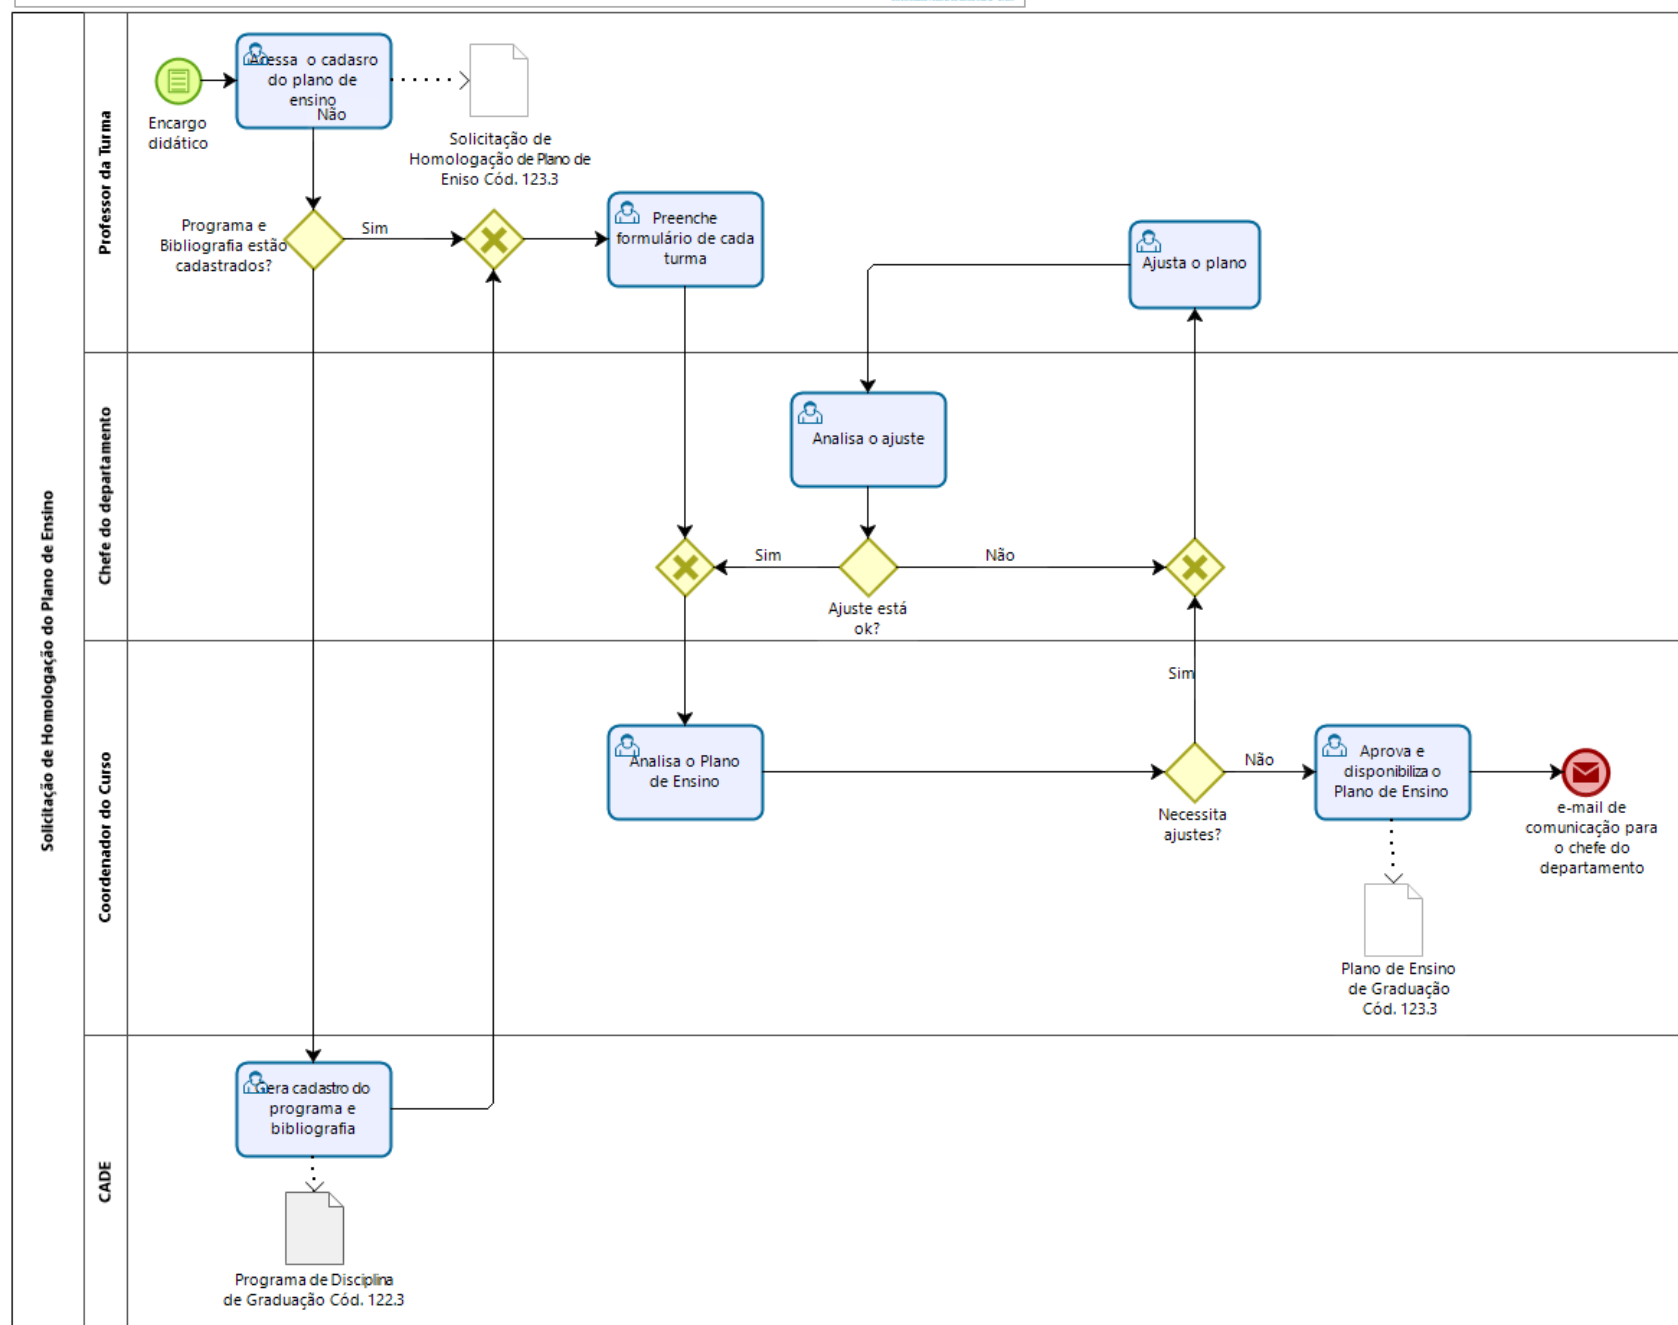 Solicitação de Homologação do Plano de Ensino
Professor da Turma
Encargo
didático
Acessa o cadasro
do plano de
ensino
Não
Solicitação de
Homologação de Plano de
Eniso Cód. 123.3
Programa e
Bibliografia estão
cadastrados?
Sim
Preenche
formulário de cada
turma
Ajusta o plano
Chefe do departamento
Analisa o ajuste
Sim
Não
Ajuste está
ok?
Coordenador do Curso
Sim
Analisa o Plano
de Ensino
Necessita
ajustes?
Não
Aprova e
disponibiliza o
Plano de Ensino
e-mail de
comunicação para
o chefe do
departamento
Plano de Ensino
de Graduação
Cód. 123.3
CADE
Gera cadastro do
programa e
bibliografia
Programa de Disciplina
de Graduação Cód. 122.3